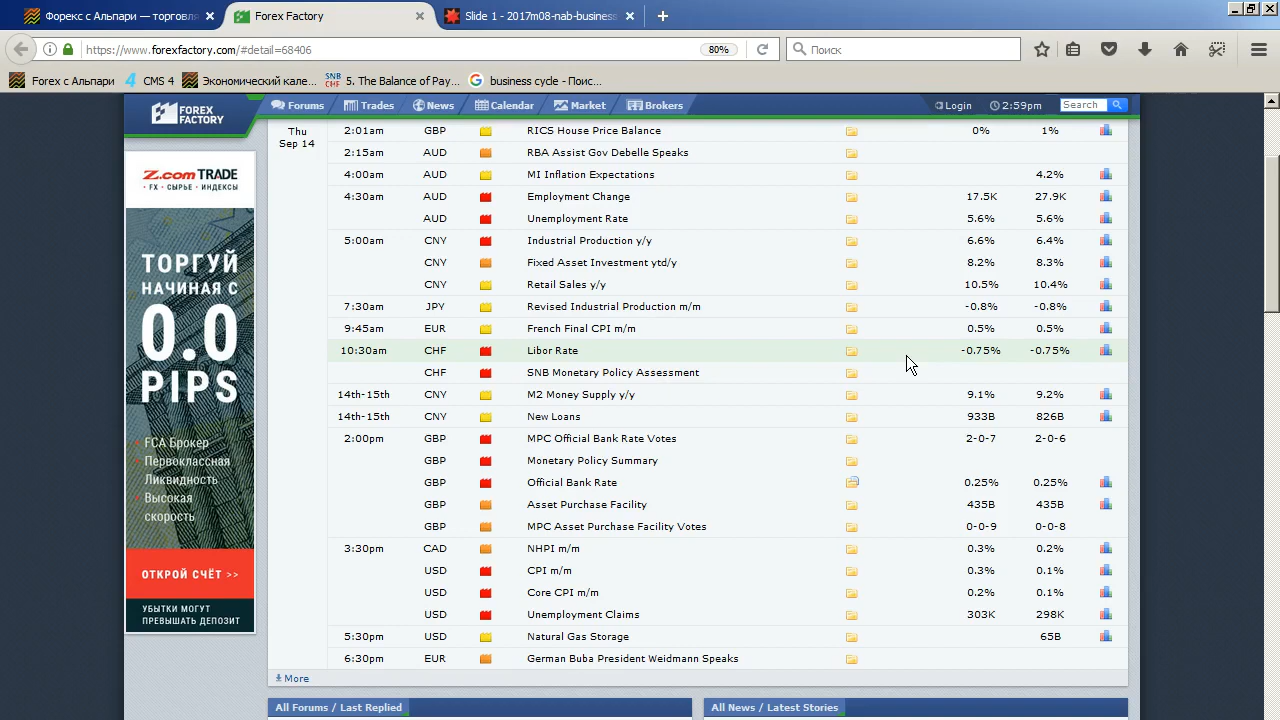 Форекс с Альпари — торговля
Forex Factory
Slide 1 - 2017m08-nab-business
https://www.forexfactory.com/#detail=68406
80%
Поиск
Forex с Альпари
CMS 4
Экономический кале...
SNB CHF
5. The Balance of Pay...
business cycle - Поис...
FOREX FACTORY
Forums Trades News Calendar Market Brokers Login 2:59pm Search
Z.com TRADE
• FX • СЫРЬЕ • ИНДЕКСЫ
ТОРГУЙ
НАЧИНАЯ С
0.0
PIPS
• FCA Брокер
• Первоклассная
Ликвидность
• Высокая
скорость
ОТКРОЙ СЧЁТ >>
УБЫТКИ МОГУТ
ПРЕВЫШАТЬ ДЕПОЗИТ
Thu
Sep 14
2:01am GBP RICS House Price Balance 0% 1%
2:15am AUD RBA Assist Gov Debelle Speaks
4:00am AUD MI Inflation Expectations 4.2%
4:30am AUD Employment Change 17.5K 27.9K
AUD Unemployment Rate 5.6% 5.6%
5:00am CNY Industrial Production y/y 6.6% 6.4%
CNY Fixed Asset Investment ytd/y 8.2% 8.3%
CNY Retail Sales y/y 10.5% 10.4%
7:30am JPY Revised Industrial Production m/m -0.8% -0.8%
9:45am EUR French Final CPI m/m 0.5% 0.5%
10:30am CHF Libor Rate -0.75% -0.75%
CHF SNB Monetary Policy Assessment
14th-15th CNY M2 Money Supply y/y 9.1% 9.2%
14th-15th CNY New Loans 933B 826B
2:00pm GBP MPC Official Bank Rate Votes 2-0-7 2-0-6
GBP Monetary Policy Summary
GBP Official Bank Rate 0.25% 0.25%
GBP Asset Purchase Facility 435B 435B
GBP MPC Asset Purchase Facility Votes 0-0-9 0-0-8
3:30pm CAD NHPI m/m 0.3% 0.2%
USD CPI m/m 0.3% 0.1%
USD Core CPI m/m 0.2% 0.1%
USD Unemployment Claims 303K 298K
5:30pm USD Natural Gas Storage 65B
6:30pm EUR German Buba President Weidmann Speaks
More
All Forums / Last Replied
All News / Latest Stories